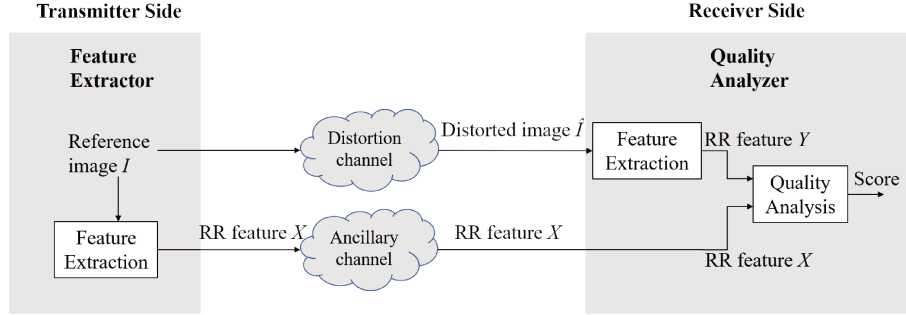 Transmitter Side
Receiver Side
Feature
Extractor
Quality
Analyzer
Reference
image I
Distortion
channel
Distorted image Î
Feature
Extraction
RR feature Y
Quality
Analysis
Score
Feature
Extraction
RR feature X
Ancillary
channel
RR feature X
RR feature X